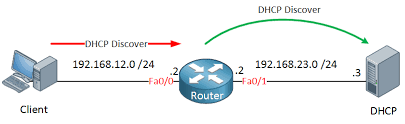 DHCP Discover
DHCP Discover
192.168.12.0 /24
192.168.23.0 /24
.2
.2
.3
Fa0/0
Fa0/1
Client
Router
DHCP